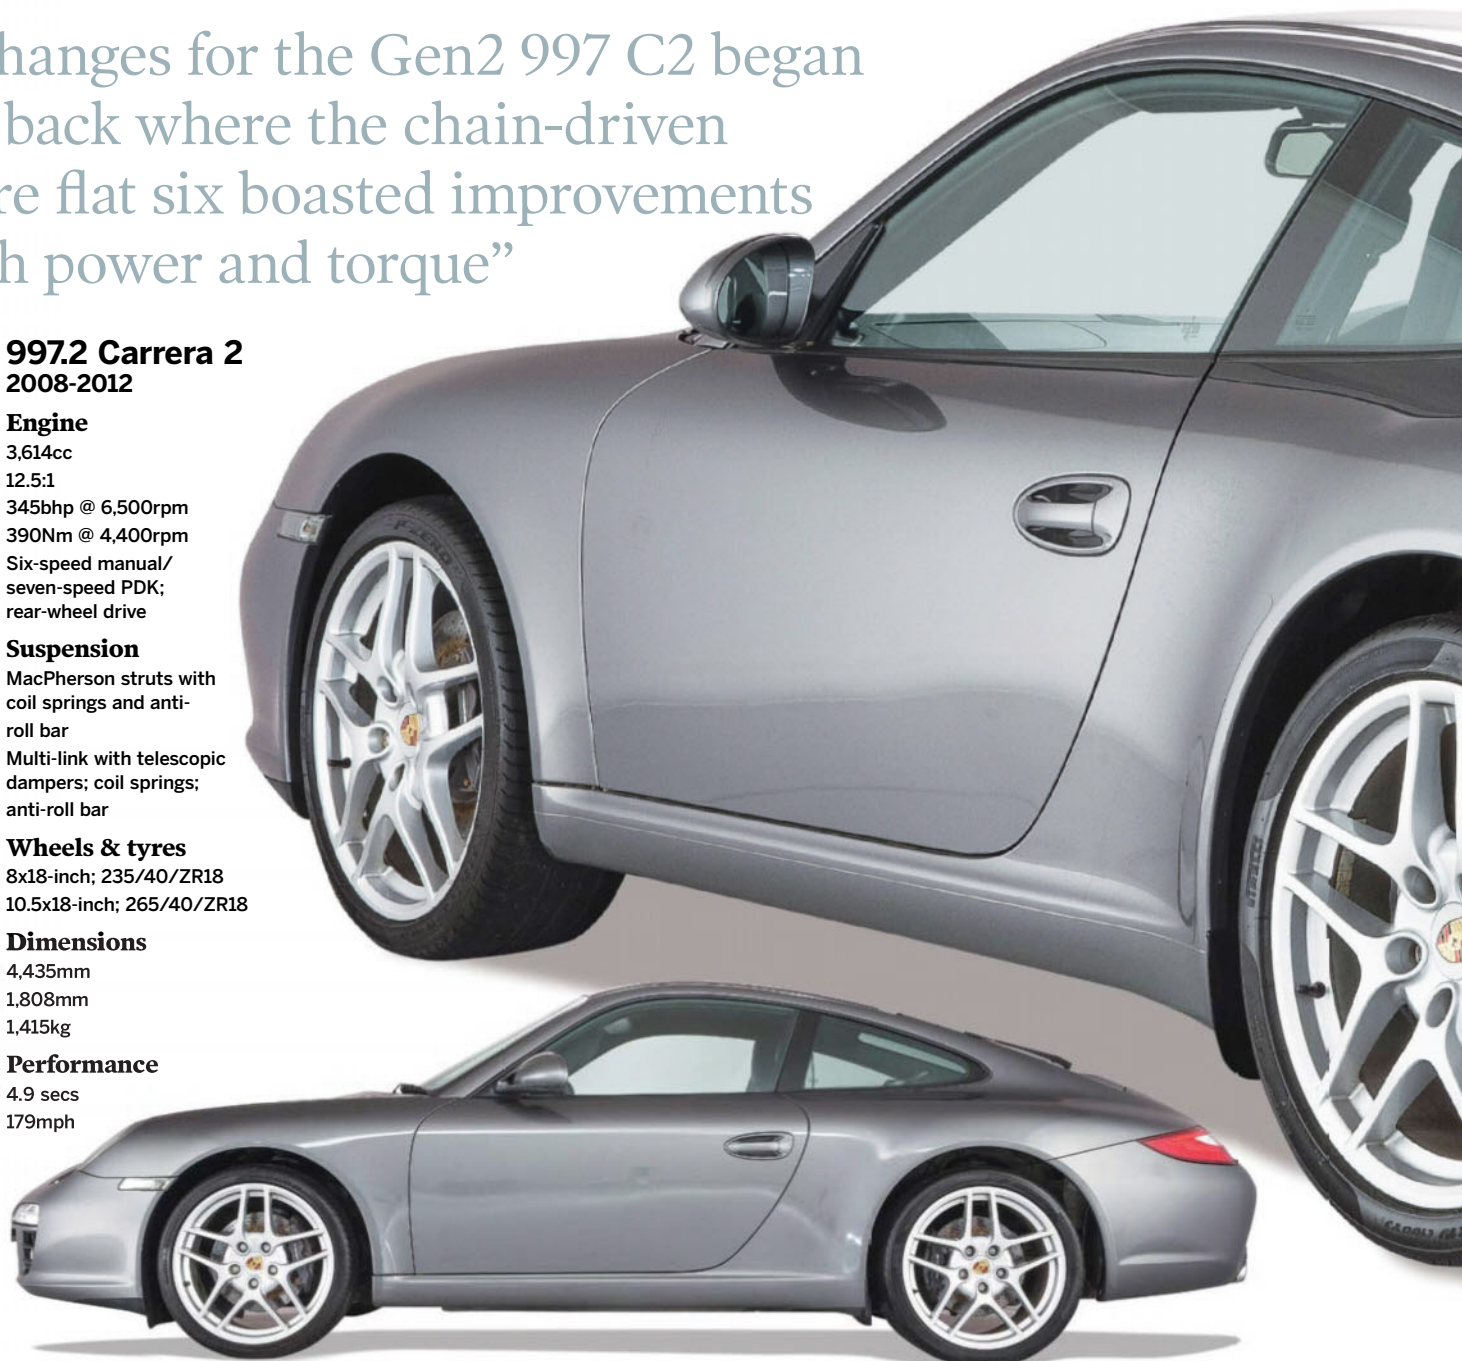 hanges for the Gen2 997 C2 began
back where the chain-driven
re flat six boasted improvements
h power and torque”
997.2 Carrera 2
2008-2012
Engine
3,614cc
12.5:1
345bhp @ 6,500rpm
390Nm @ 4,400rpm
Six-speed manual/
seven-speed PDK;
rear-wheel drive
Suspension
MacPherson struts with
coil springs and anti-
roll bar
Multi-link with telescopic
dampers; coil springs;
anti-roll bar
Wheels & tyres
8x18-inch; 235/40/ZR18
10.5x18-inch; 265/40/ZR18
Dimensions
4,435mm
1,808mm
1,415kg
Performance
4.9 secs
179mph